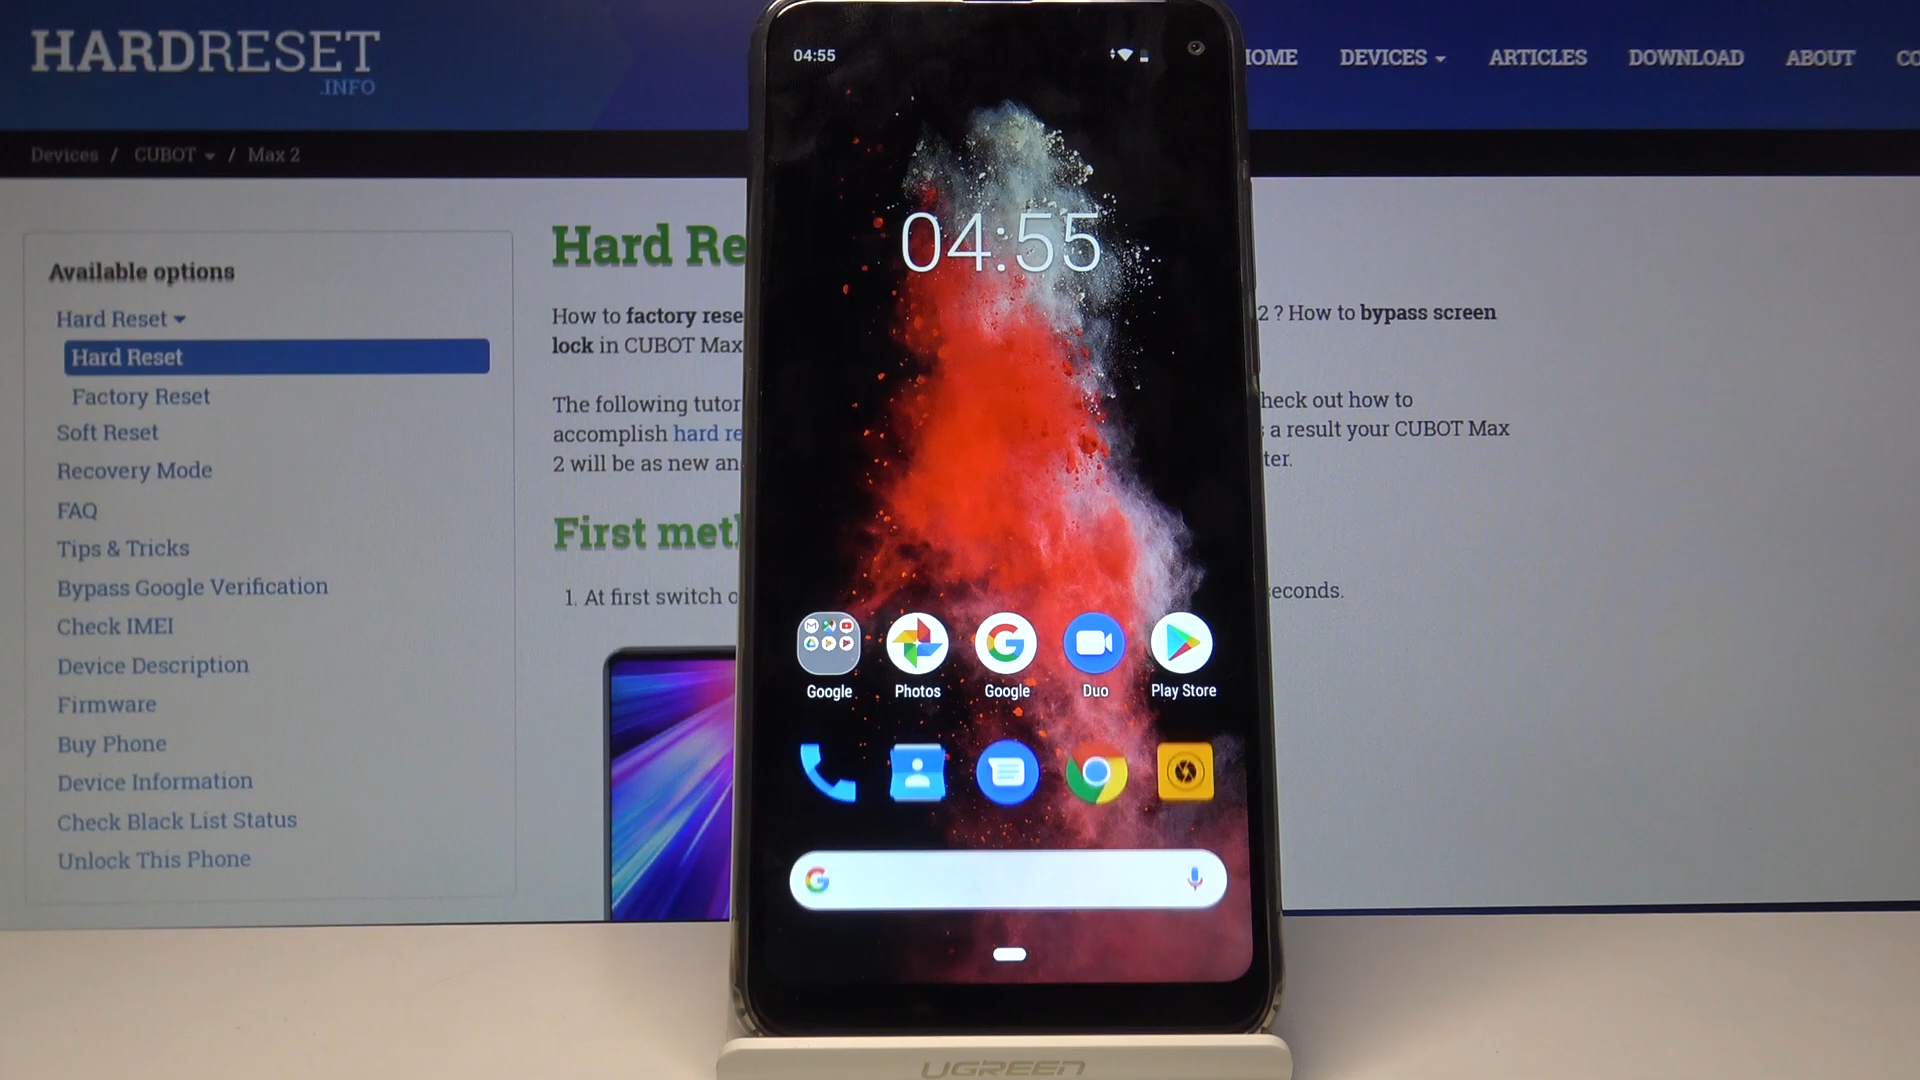 HARDRESET
.INFO
HOME DEVICES ARTICLES DOWNLOAD ABOUT
Devices / CUBOT / Max 2
Available options
Hard Reset
Hard Reset
Factory Reset
Soft Reset
Recovery Mode
FAQ
Tips & Tricks
Bypass Google Verification
Check IMEI
Device Description
Firmware
Buy Phone
Device Information
Check Black List Status
Unlock This Phone
Hard Re
How to factory rese 2 ? How to bypass screen
lock in CUBOT Max
The following tutor heck out how to
accomplish hard re s a result your CUBOT Max
2 will be as new an ter.
First met
1. At first switch o seconds.
04:55
04:55
Google Photos Google Duo Play Store
UGREEN